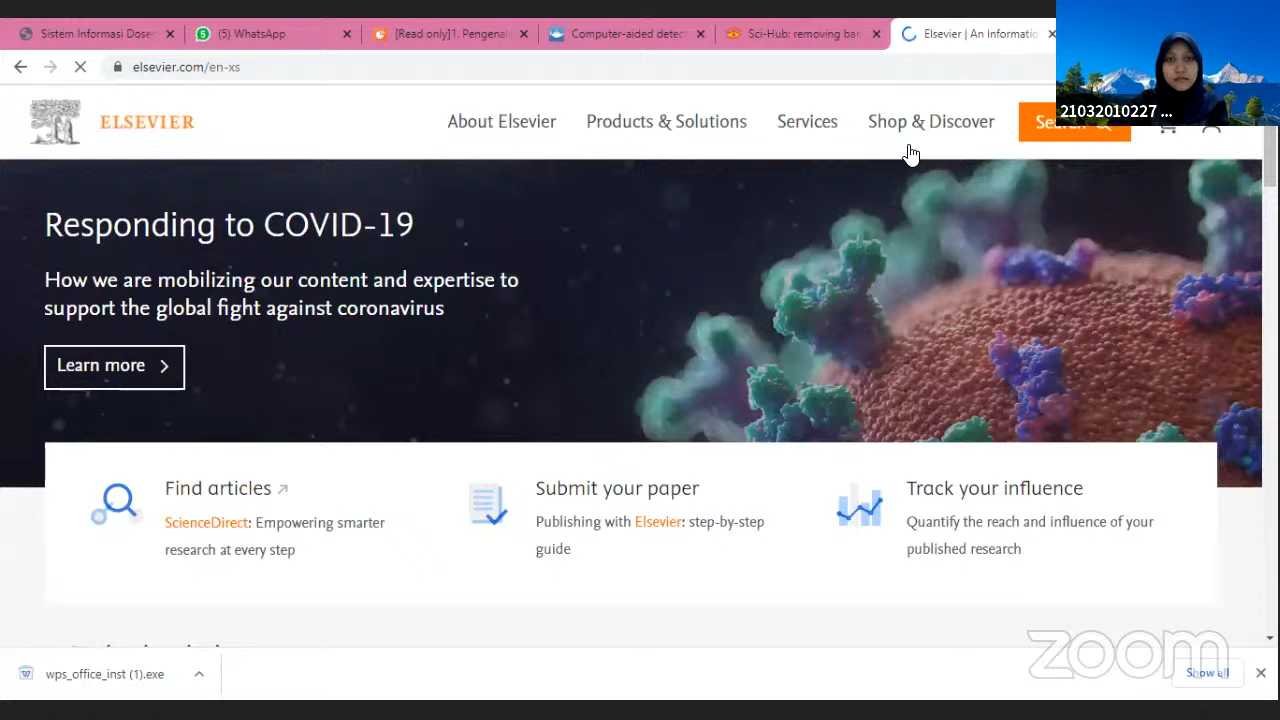 Sistem Informasi Dose
(5) WhatsApp
[Read only]1. Pengena
Computer-aided detec
Sci-Hub: removing bar
Elsevier | An Informatio
elsevier.com/en-xs
21032010227 ...
ELSEVIER
About Elsevier
Products & Solutions
Services
Shop & Discover
Responding to COVID-19
How we are mobilizing our content and expertise to
support the global fight against coronavirus
Learn more
Find articles
ScienceDirect: Empowering smarter
research at every step
Submit your paper
Publishing with Elsevier: step-by-step
guide
Track your influence
Quantify the reach and influence of your
published research
wps_office_inst (1).exe
Show all
zoom